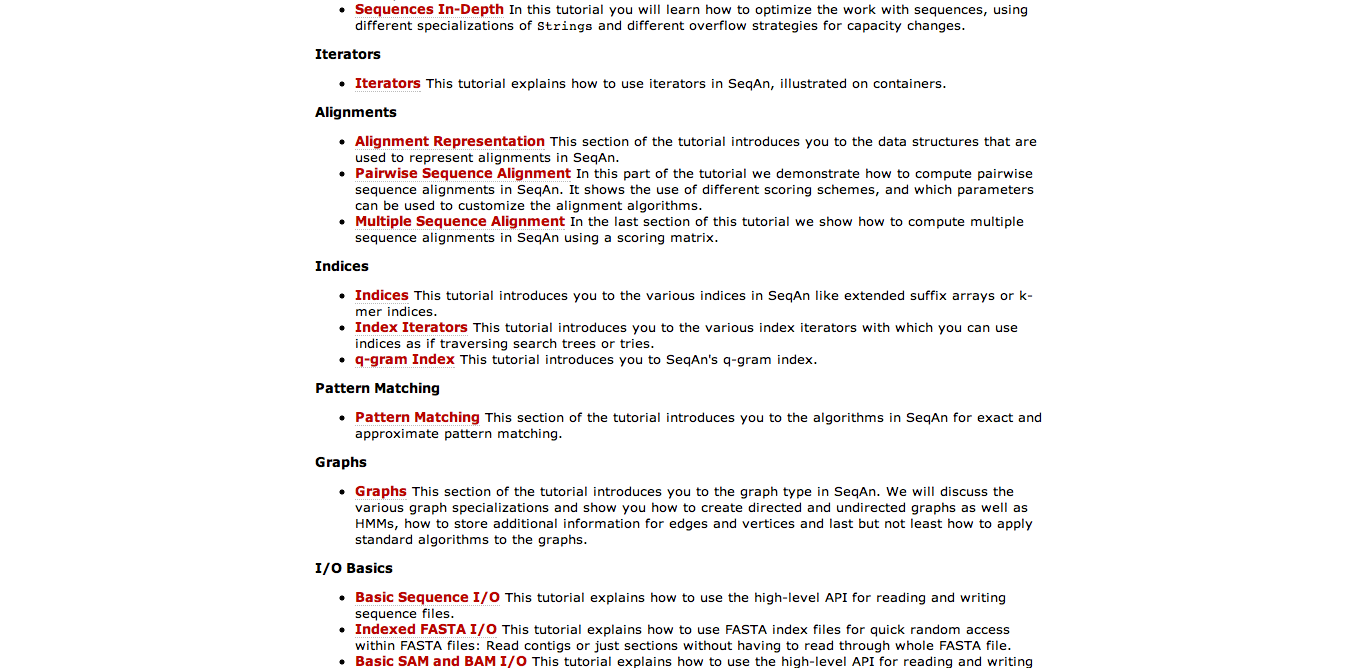 • Sequences In-Depth In this tutorial you will learn how to optimize the work with sequences, using
different specializations of Strings and different overflow strategies for capacity changes.
Iterators
• Iterators This tutorial explains how to use iterators in SeqAn, illustrated on containers.
Alignments
• Alignment Representation This section of the tutorial introduces you to the data structures that are
used to represent alignments in SeqAn.
• Pairwise Sequence Alignment In this part of the tutorial we demonstrate how to compute pairwise
sequence alignments in SeqAn. It shows the use of different scoring schemes, and which parameters
can be used to customize the alignment algorithms.
• Multiple Sequence Alignment In the last section of this tutorial we show how to compute multiple
sequence alignments in SeqAn using a scoring matrix.
Indices
• Indices This tutorial introduces you to the various indices in SeqAn like extended suffix arrays or k-
mer indices.
• Index Iterators This tutorial introduces you to the various index iterators with which you can use
indices as if traversing search trees or tries.
• q-gram Index This tutorial introduces you to SeqAn's q-gram index.
Pattern Matching
• Pattern Matching This section of the tutorial introduces you to the algorithms in SeqAn for exact and
approximate pattern matching.
Graphs
• Graphs This section of the tutorial introduces you to the graph type in SeqAn. We will discuss the
various graph specializations and show you how to create directed and undirected graphs as well as
HMMs, how to store additional information for edges and vertices and last but not least how to apply
standard algorithms to the graphs.
I/O Basics
• Basic Sequence I/O This tutorial explains how to use the high-level API for reading and writing
sequence files.
• Indexed FASTA I/O This tutorial explains how to use FASTA index files for quick random access
within FASTA files: Read contigs or just sections without having to read through whole FASTA file.
• Basic SAM and BAM I/O This tutorial explains how to use the high-level API for reading and writing